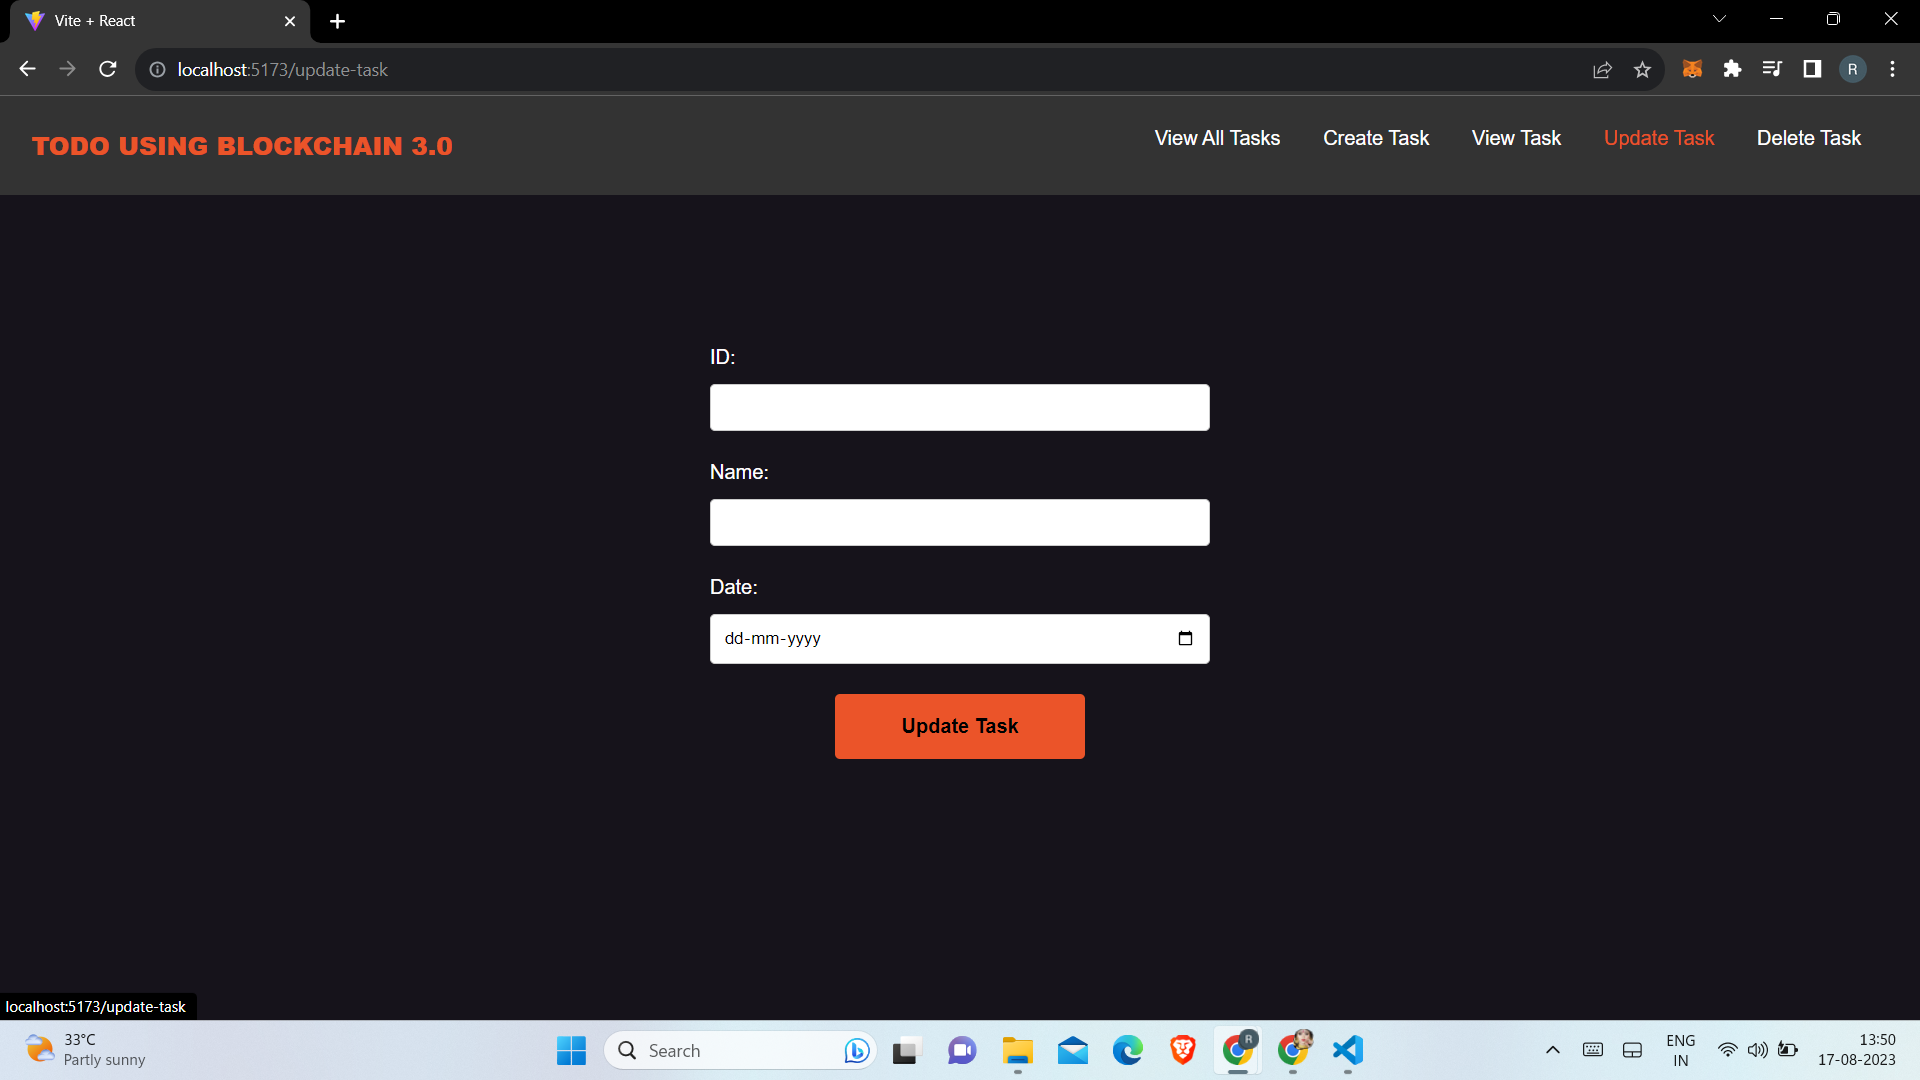 Vite + React
localhost:5173/update-task
R
TODO USING BLOCKCHAIN 3.0
View All Tasks
Create Task
View Task
Update Task
Delete Task
ID:
Name:
Date:
dd-mm-yyyy
Update Task
localhost:5173/update-task
33°C
Partly sunny
Search
R
ENG
IN
13:50
17-08-2023